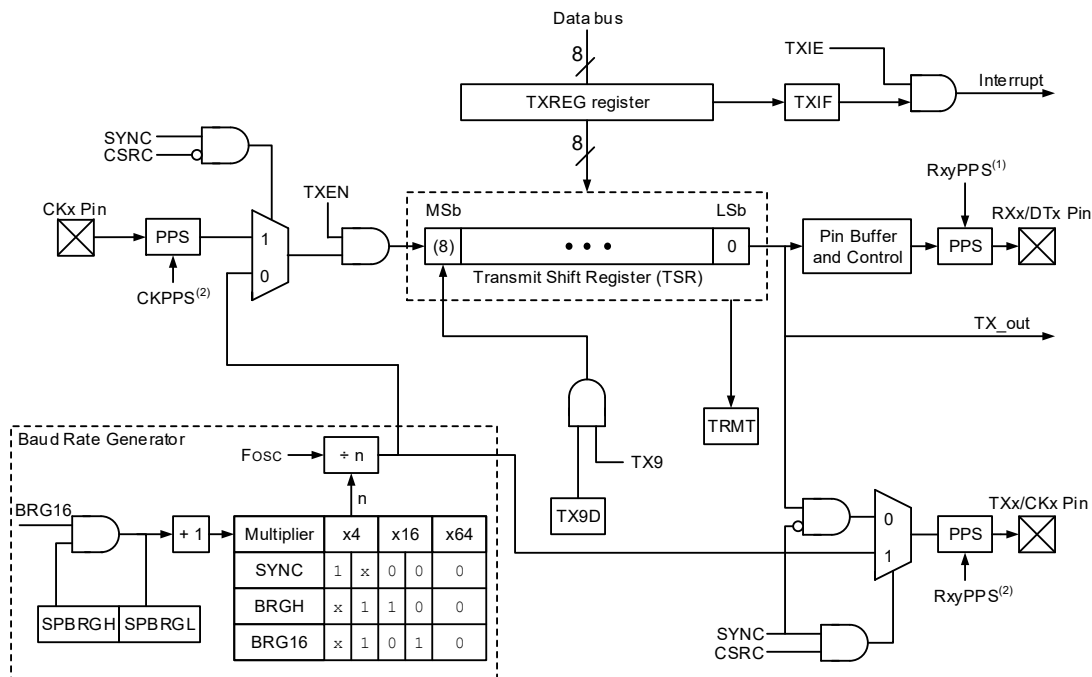 Data bus
8
TXIE
Interrupt
TXREG register
TXIF
SYNC
CSRC
8
RxyPPS(1)
TXEN
CKx Pin
MSb
LSb
RXx/DTx Pin
PPS
1
(8)
• • •
0
Pin Buffer
and Control
PPS
0
Transmit Shift Register (TSR)
CKPPS(2)
TX_out
TRMT
Baud Rate Generator
Fosc
÷ n
TX9
n
TX9D
TXx/CKx Pin
BRG16
+ 1
Multiplier x4 x16 x64
0
PPS
SYNC 1 x 0 0 0
1
BRGH x 1 1 0 0
RxyPPS(2)
SPBRGH SPBRGL
BRG16 x 1 0 1 0
SYNC
CSRC